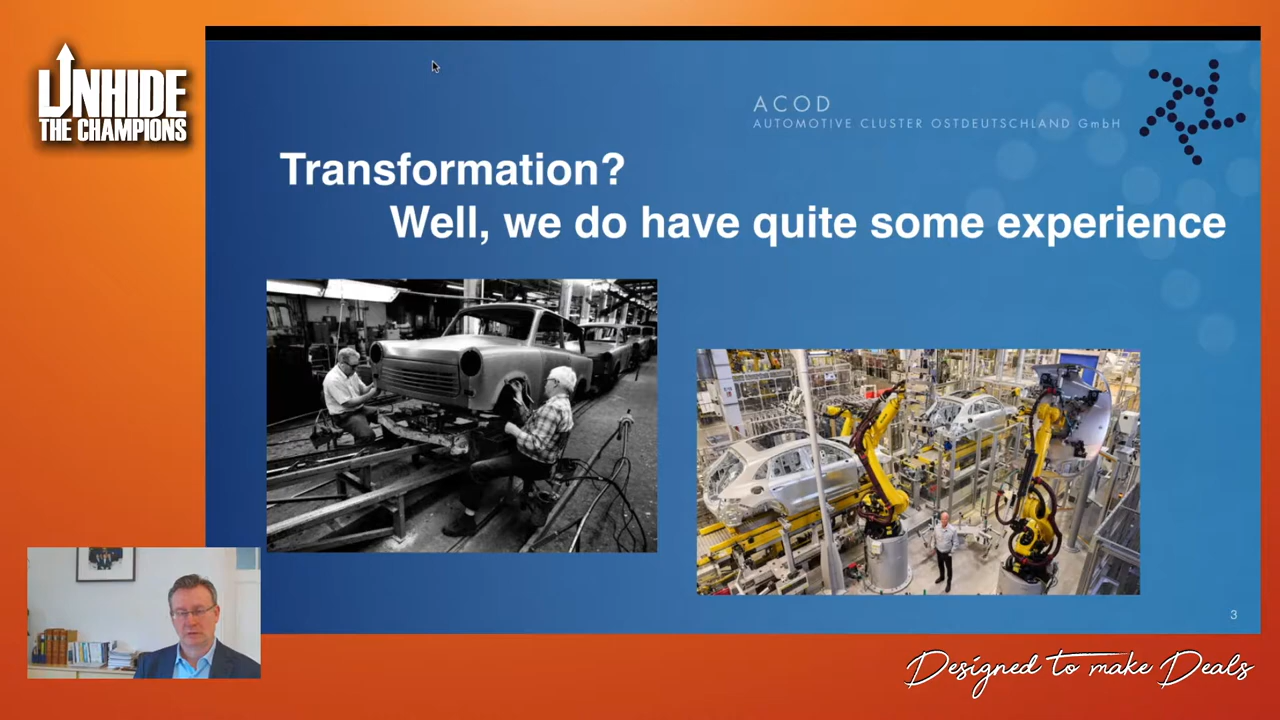 UNHIDE
THE CHAMPIONS
ACOD
AUTOMOTIVE CLUSTER OSTDEUTSCHLAND GmbH
Transformation?
Well, we do have quite some experience
3
Designed to make Deals